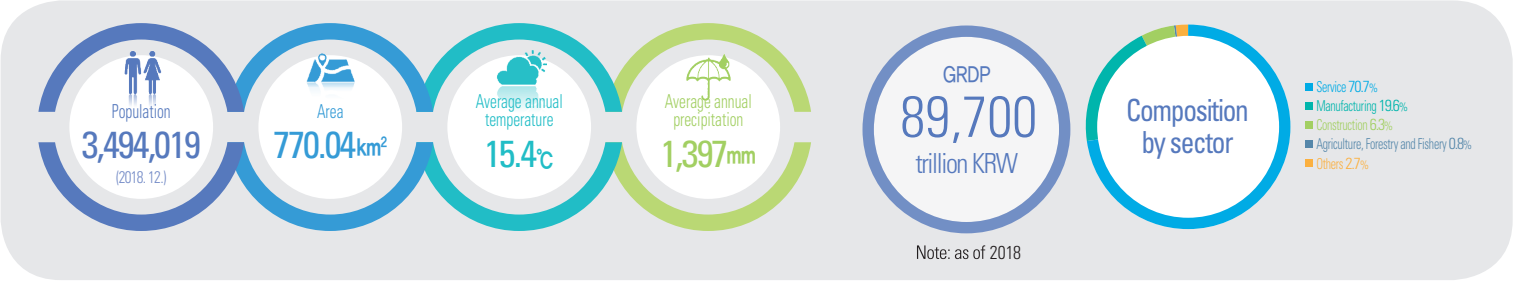 Population
3,494,019
(2018. 12.)
Area
770.04km²
Average annual
temperature
15.4℃
Average annual
precipitation
1,397mm
GRDP
89,700
trillion KRW
Note: as of 2018
Composition
by sector
Service 70.7%
Manufacturing 19.6%
Construction 6.3%
Agriculture, Forestry and Fishery 0.8%
Others 2.7%